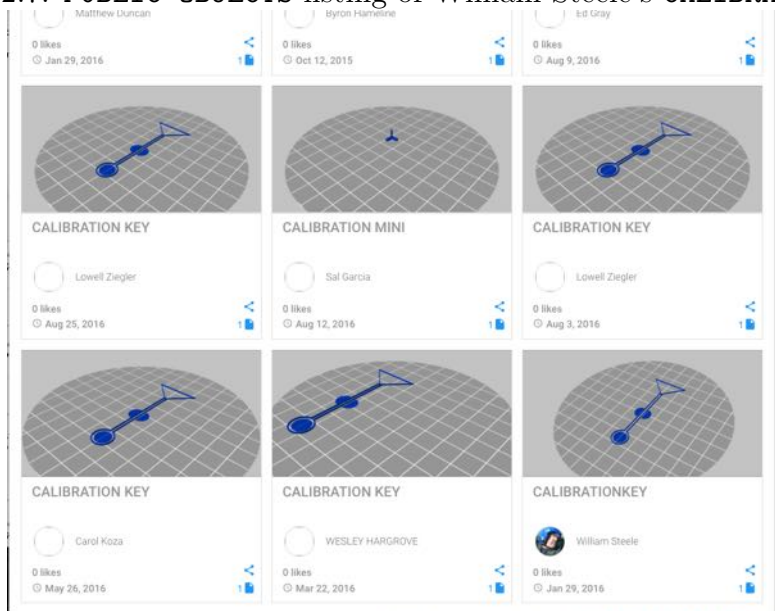 Matthew Duncan
Byron Hameline
Ed Gray
0 likes
Jan 29, 2016
1
0 likes
Oct 12, 2015
1
0 likes
Aug 9, 2016
1
CALIBRATION KEY
Lowell Ziegler
0 likes
Aug 25, 2016
1
CALIBRATION MINI
Sal Garcia
0 likes
Aug 12, 2016
1
CALIBRATION KEY
Lowell Ziegler
0 likes
Aug 3, 2016
1
CALIBRATION KEY
Carol Koza
0 likes
May 26, 2016
1
CALIBRATION KEY
WESLEY HARGROVE
0 likes
Mar 22, 2016
1
CALIBRATIONKEY
William Steele
0 likes
Jan 29, 2016
1